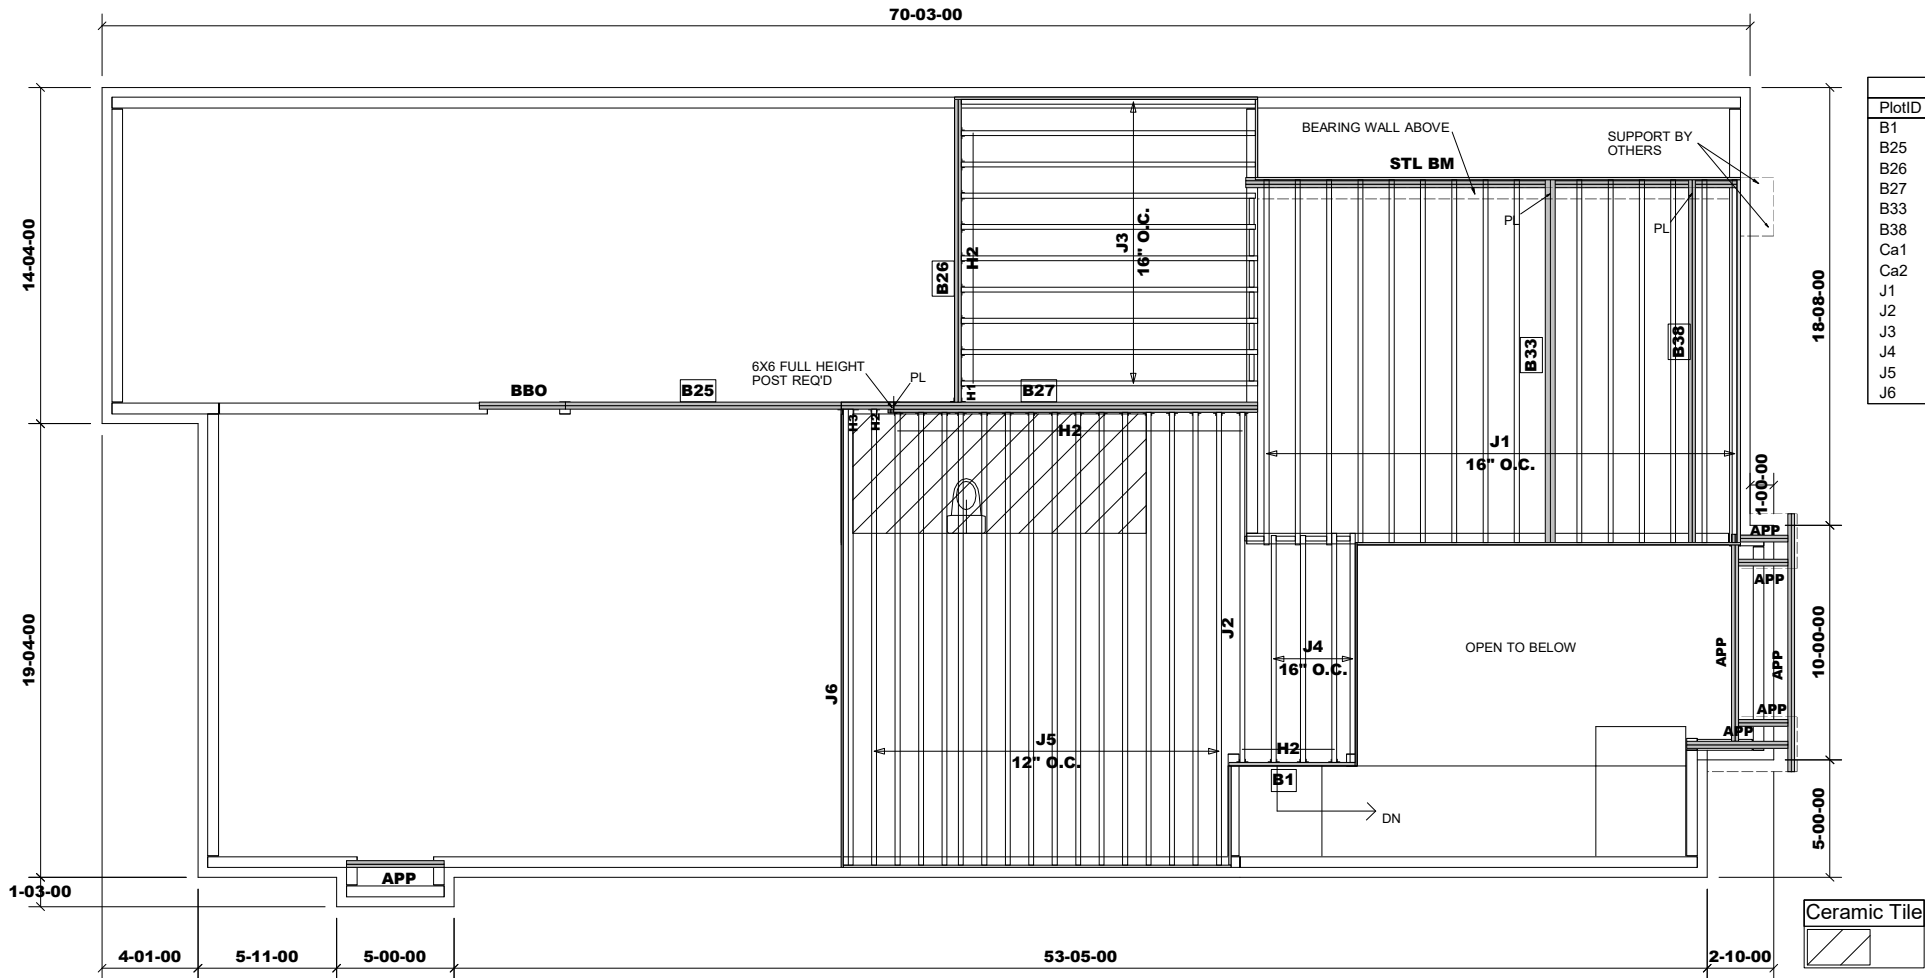 70-03-00
PlotID
B1
B25
B26
B27
B33
B38
Ca1
Ca2
J1
J2
J3
J4
J5
J6
BEARING WALL ABOVE
STL BM
SUPPORT BY
OTHERS
14-04-00
18-08-00
B26
H2
J3
16" O.C.
PL
PL
B33
B38
6X6 FULL HEIGHT
POST REQ'D
PL
BBO
B25
H1
B27
H3
H2
H2
J1
16" O.C.
1-00-00
APP
APP
19-04-00
J6
J2
J4
16" O.C.
OPEN TO BELOW
APP
APP
10-00-00
APP
APP
J5
12" O.C.
H2
B1
DN
5-00-00
APP
1-03-00
Ceramic Tile
4-01-00
5-11-00
5-00-00
53-05-00
2-10-00